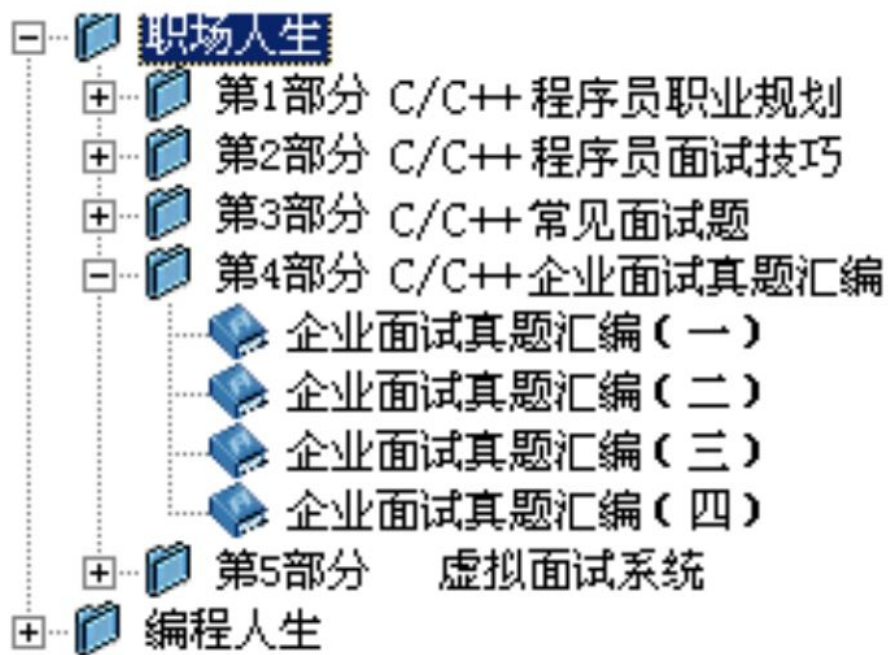 职场人生
第1部分 C/C++程序员职业规划
第2部分 C/C++程序员面试技巧
第3部分 C/C++常见面试题
第4部分 C/C++企业面试真题汇编
企业面试真题汇编(一)
企业面试真题汇编(二)
企业面试真题汇编(三)
企业面试真题汇编(四)
第5部分 虚拟面试系统
编程人生